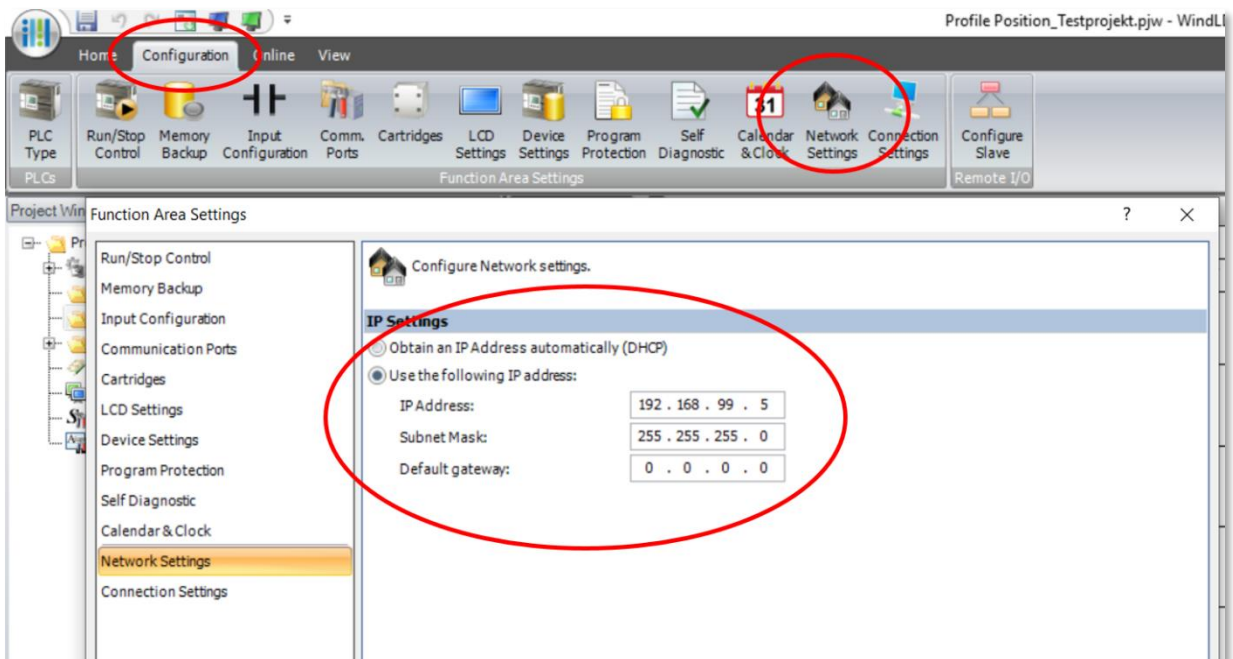 Profile Position_Testprojekt.pjw - WindL
Home Configuration Online View
PLC Type
Run/Stop Control
Memory Backup
Input Configuration
Comm. Ports
Cartridges
LCD Settings
Device Settings
Program Protection
Self Diagnostic
31
Calendar & Clock
Network Settings
Connection Settings
Configure Slave
PLCs
Function Area Settings
Remote I/O
Project Win
Function Area Settings
? ×
Pr
Run/Stop Control
Memory Backup
Input Configuration
Communication Ports
Cartridges
LCD Settings
Device Settings
Program Protection
Self Diagnostic
Calendar & Clock
Network Settings
Connection Settings
Configure Network settings.
IP Settings
Obtain an IP Address automatically (DHCP)
Use the following IP address:
IP Address: 192 . 168 . 99 . 5
Subnet Mask: 255 . 255 . 255 . 0
Default gateway: 0 . 0 . 0 . 0